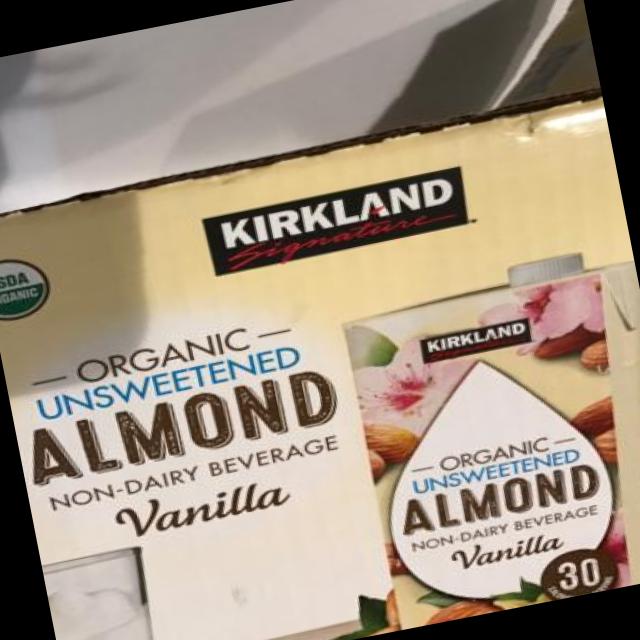 KIRKLAND
Signature
USDA
ORGANIC
— ORGANIC —
UNSWEETENED
ALMOND
NON-DAIRY BEVERAGE
Vanilla
KIRKLAND
— ORGANIC —
UNSWEETENED
ALMOND
NON-DAIRY BEVERAGE
Vanilla
30